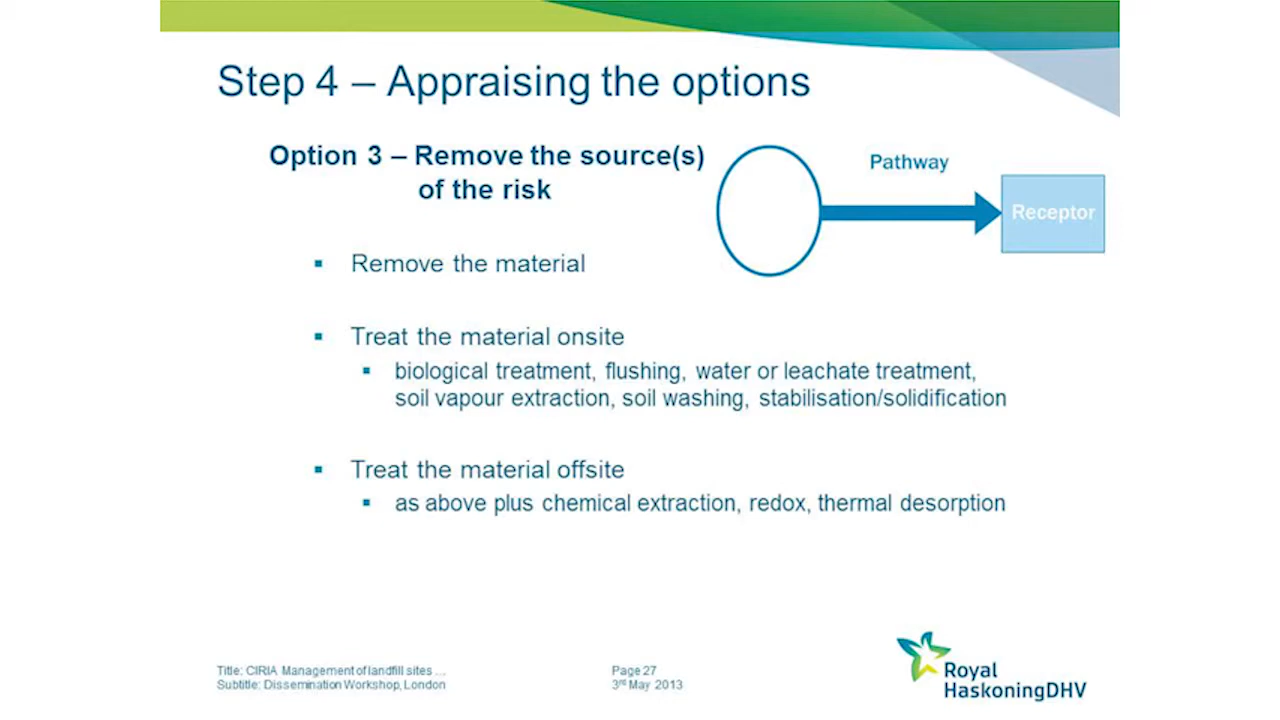 Step 4 – Appraising the options
Option 3 – Remove the source(s)
of the risk
Pathway
Receptor
▪ Remove the material
▪ Treat the material onsite
▪ biological treatment, flushing, water or leachate treatment,
soil vapour extraction, soil washing, stabilisation/solidification
▪ Treat the material offsite
▪ as above plus chemical extraction, redox, thermal desorption
Title: CIRIA Management of landfill sites ...
Subtitle: Dissemination Workshop, London
Page 27
3rd May 2013
Royal
HaskoningDHV